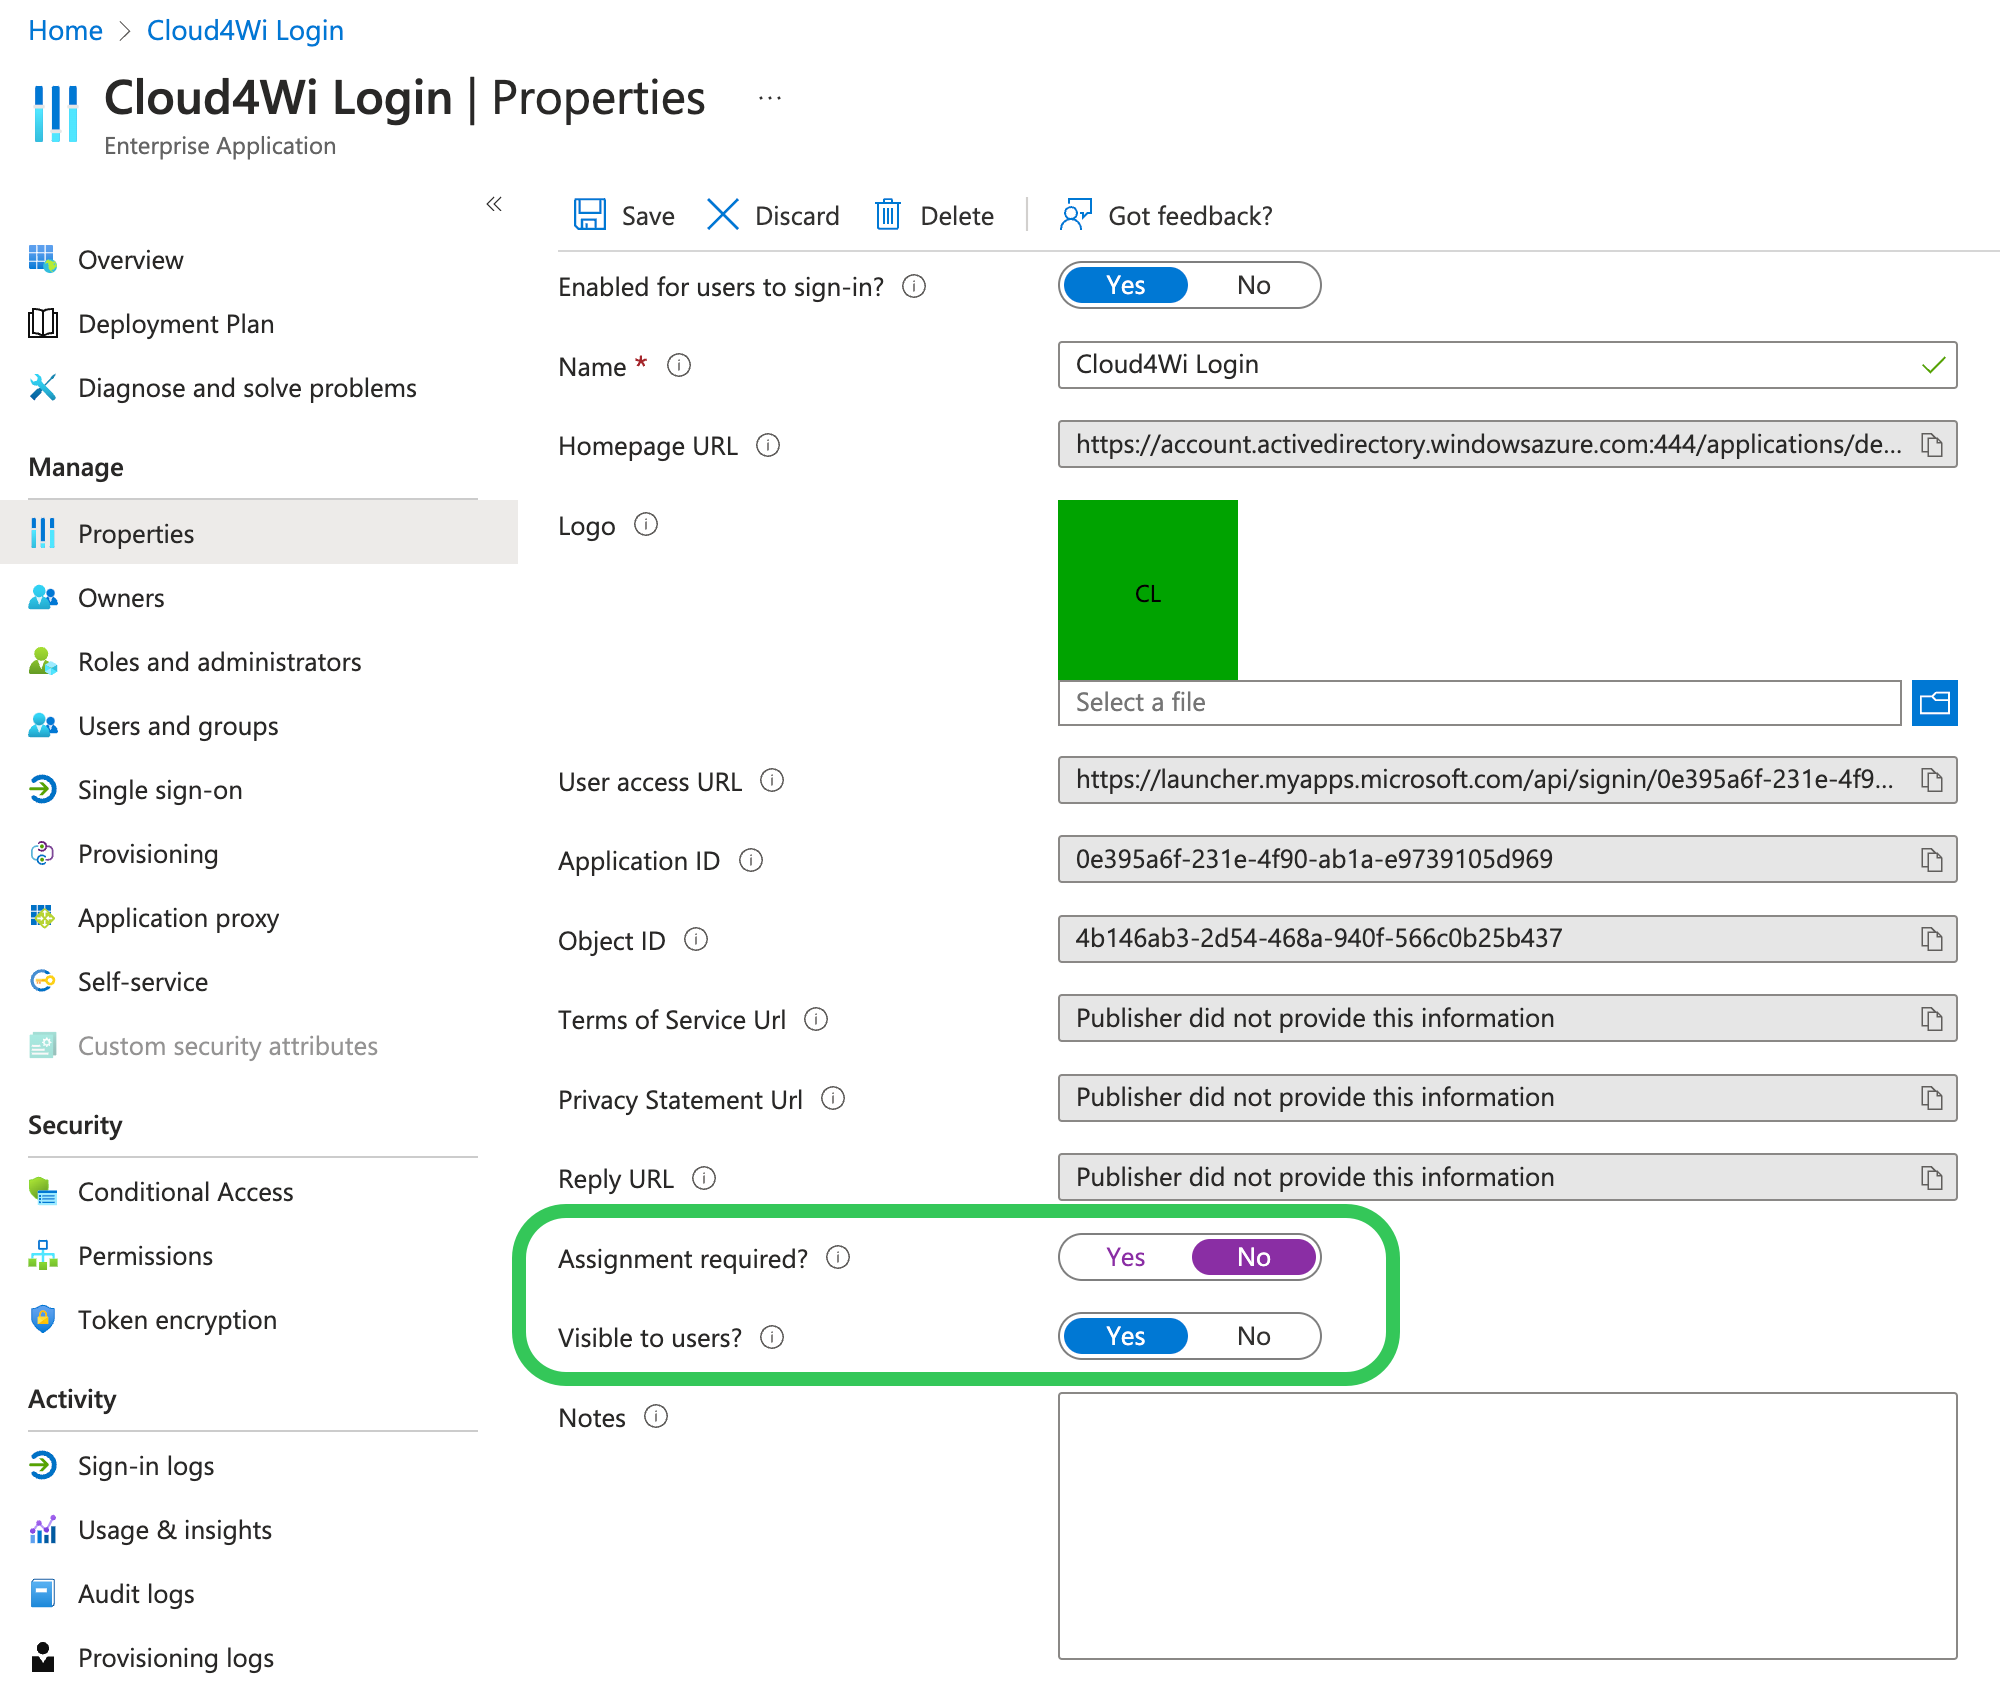 Home > Cloud4Wi Login
Cloud4Wi Login | Properties ...
Enterprise Application
«
Overview
Deployment Plan
Diagnose and solve problems
Manage
Properties
Owners
Roles and administrators
Users and groups
Single sign-on
Provisioning
Application proxy
Self-service
Custom security attributes
Security
Conditional Access
Permissions
Token encryption
Activity
Sign-in logs
Usage & insights
Audit logs
Provisioning logs
Save Discard Delete | Got feedback?
Enabled for users to sign-in? Yes No
Name * Cloud4Wi Login
Homepage URL https://account.activedirectory.windowsazure.com:444/applications/de...
Logo
CL
Select a file
User access URL https://launcher.myapps.microsoft.com/api/signin/0e395a6f-231e-4f9...
Application ID 0e395a6f-231e-4f90-ab1a-e9739105d969
Object ID 4b146ab3-2d54-468a-940f-566c0b25b437
Terms of Service Url Publisher did not provide this information
Privacy Statement Url Publisher did not provide this information
Reply URL Publisher did not provide this information
Assignment required? Yes No
Visible to users? Yes No
Notes